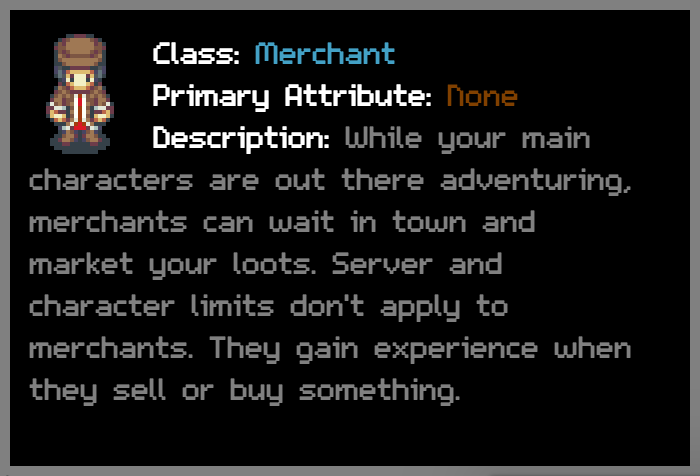 Class: Merchant
Primary Attribute: None
Description: While your main
characters are out there adventuring,
merchants can wait in town and
market your loots. Server and
character limits don't apply to
merchants. They gain experience when
they sell or buy something.